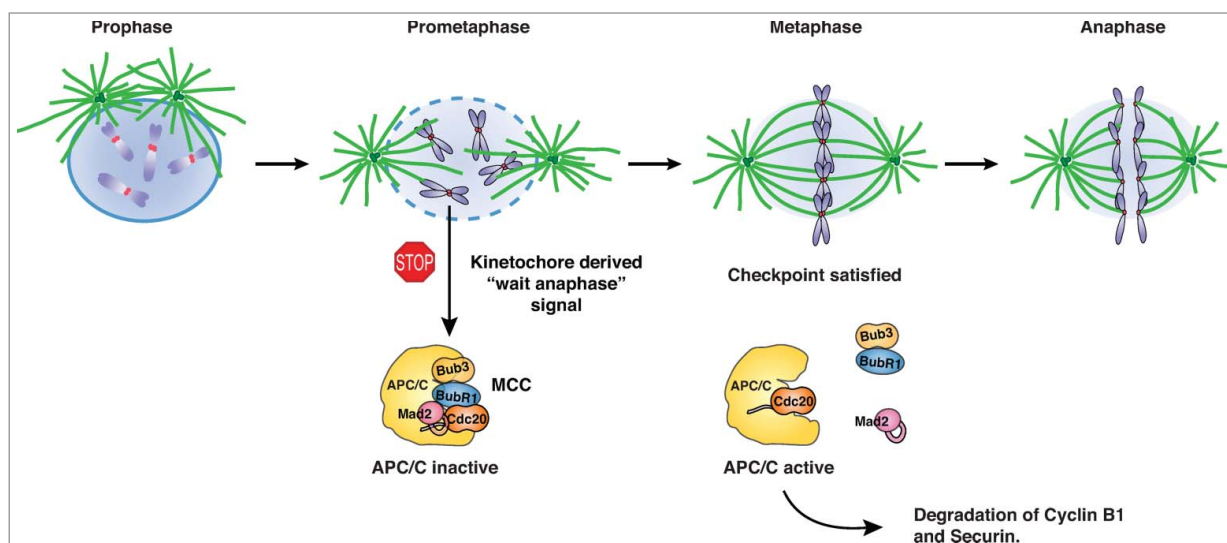 Prophase
Prometaphase
Metaphase
Anaphase
STOP
Kinetochore derived
“wait anaphase”
signal
Checkpoint satisfied
Bub3
APC/C
BubR1
MCC
Mad2
Cdc20
APC/C inactive
Bub3
BubR1
APC/C
Cdc20
Mad2
APC/C active
Degradation of Cyclin B1
and Securin.